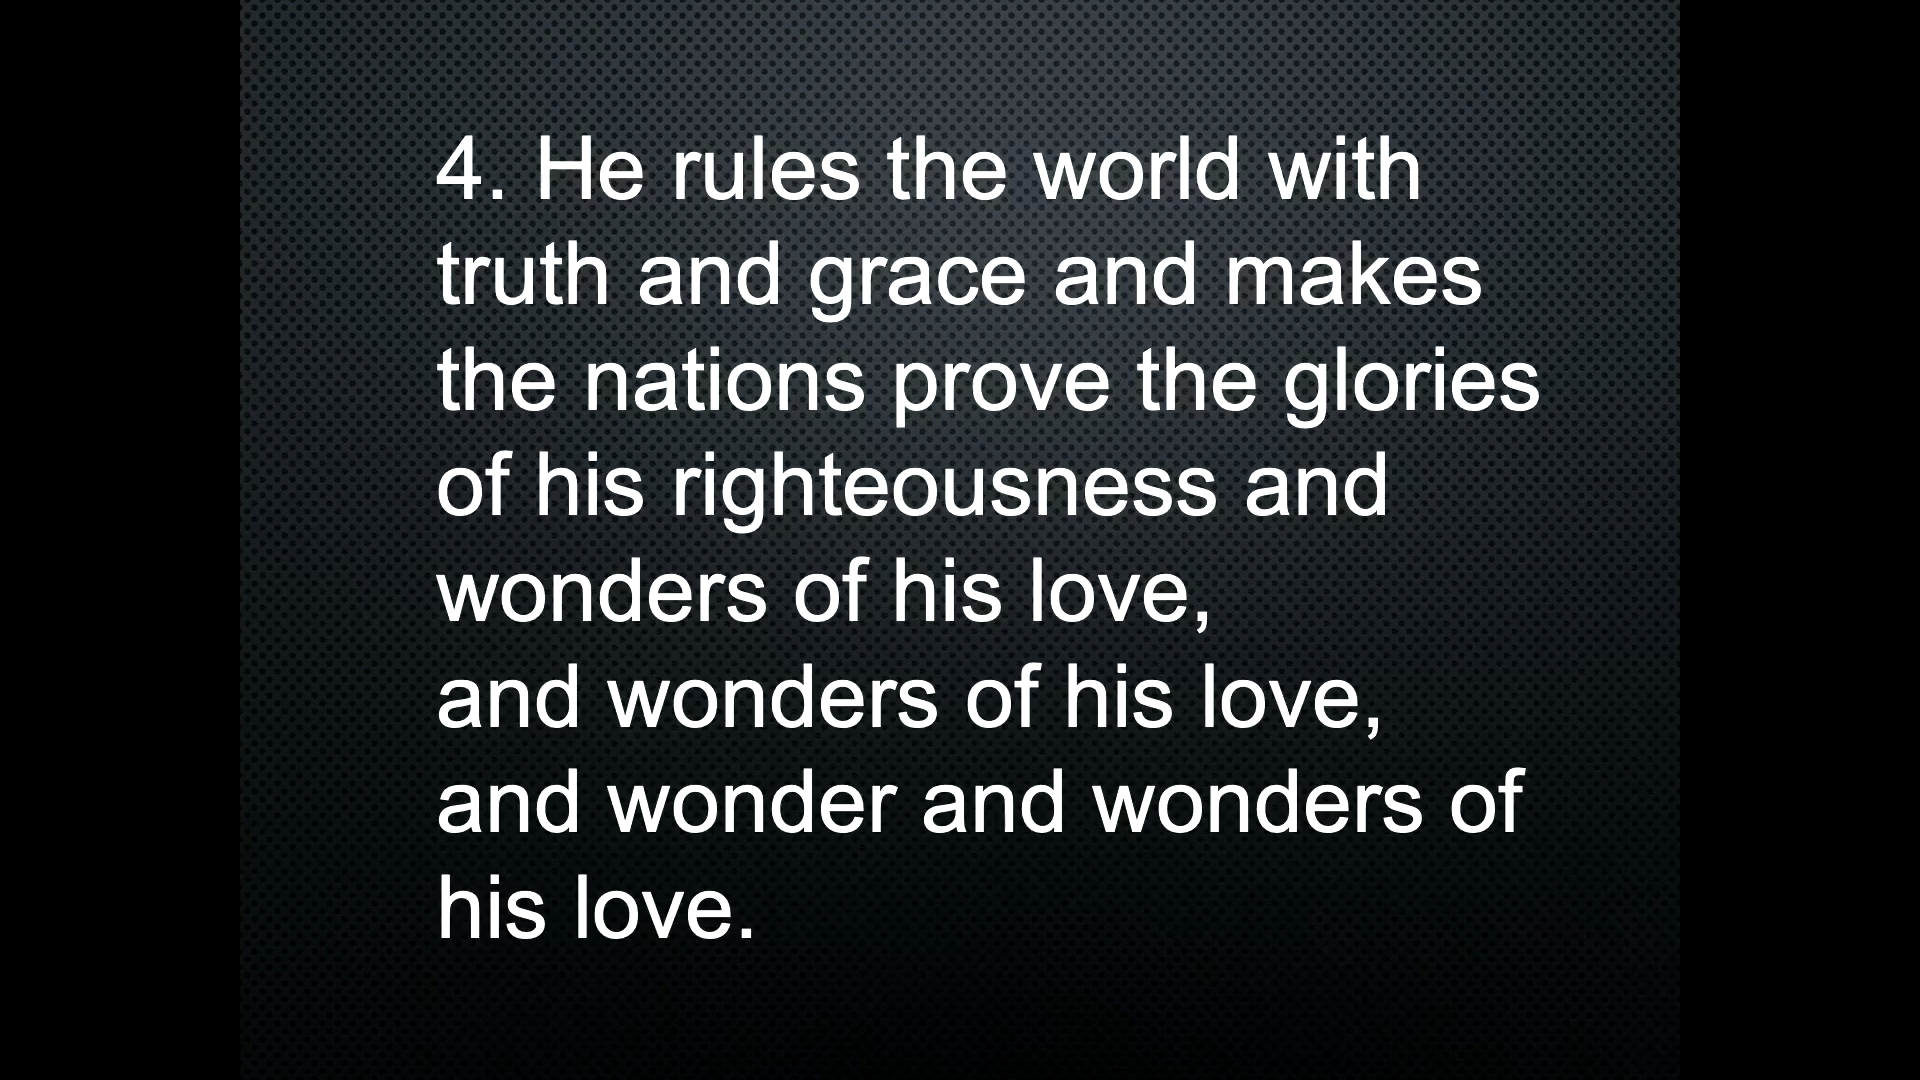 4. He rules the world with
truth and grace and makes
the nations prove the glories
of his righteousness and
wonders of his love,
and wonders of his love,
and wonder and wonders of
his love.